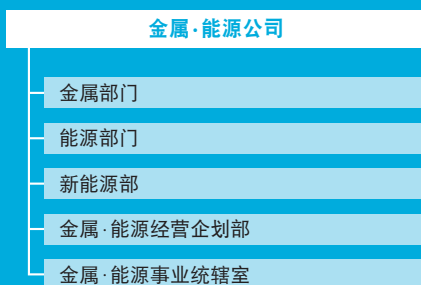 金属·能源公司
金属部门
能源部门
新能源部
金属·能源经营企划部
金属·能源事业统辖室